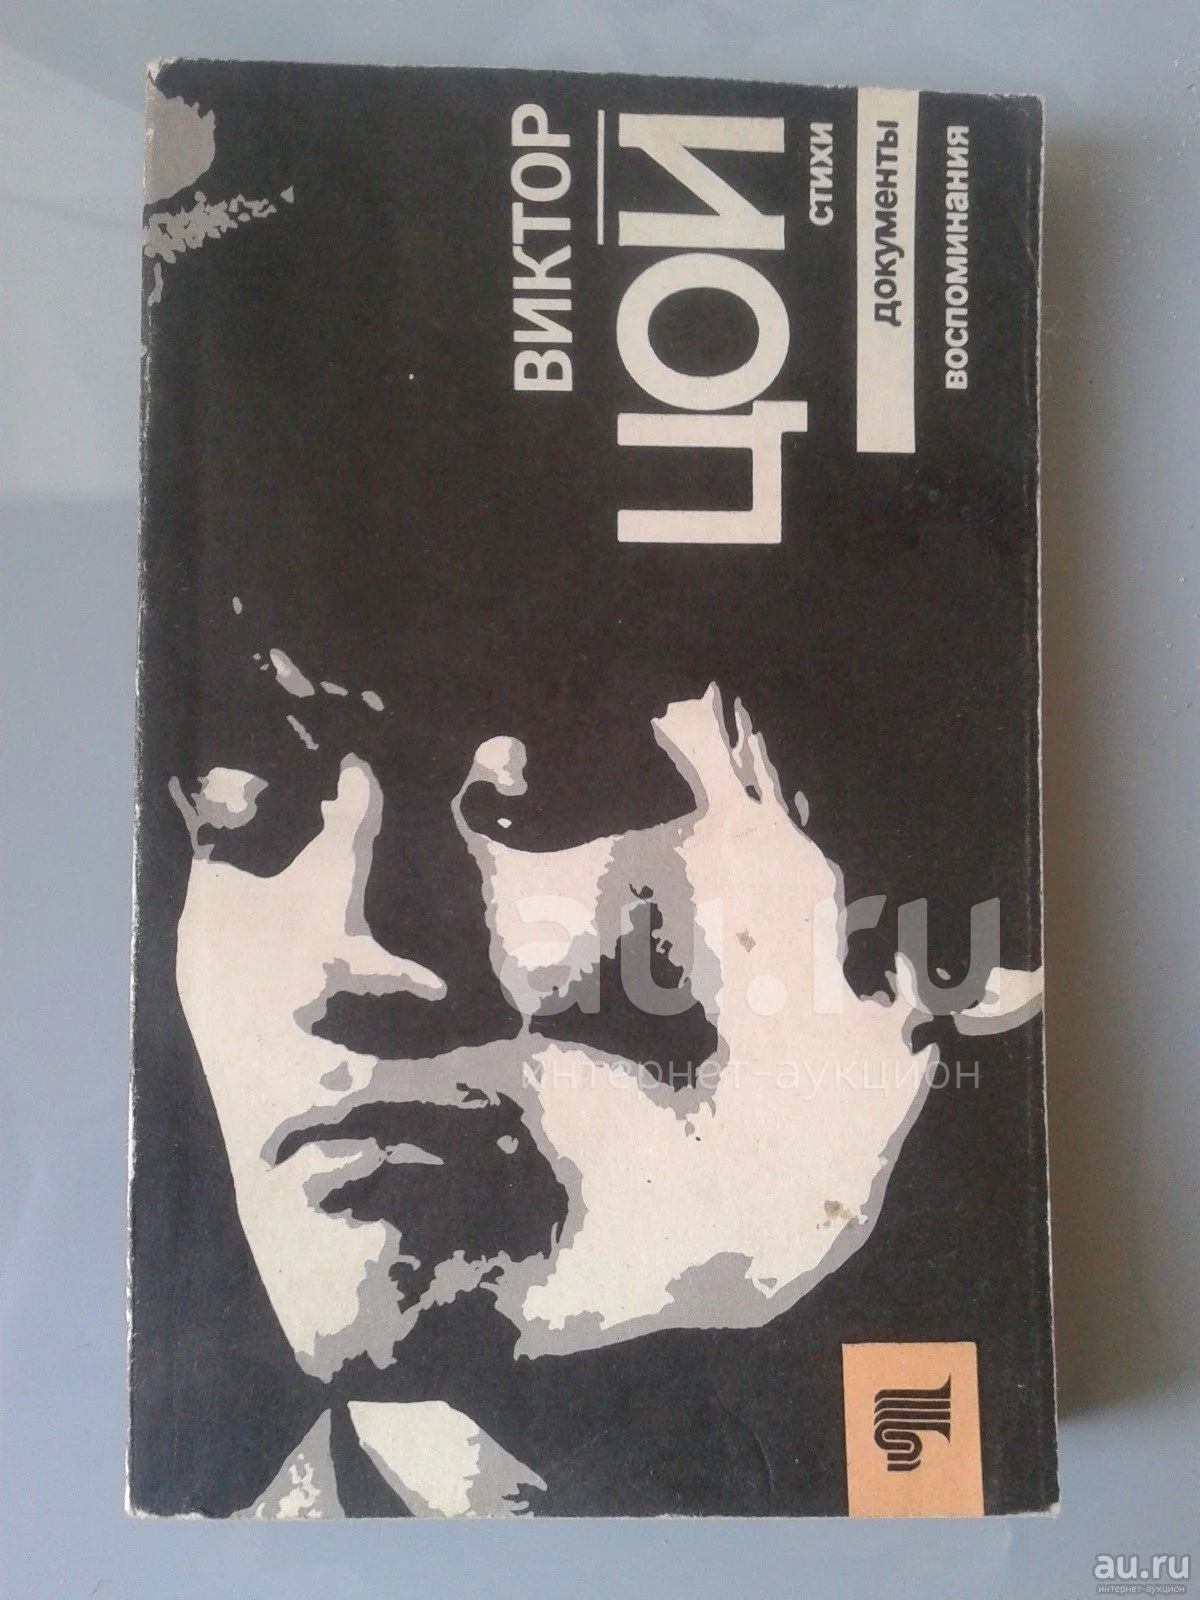 ВИКТОР
ЦОЙ
СТИХИ
ДОКУМЕНТЫ
ВОСПОМИНАНИЯ
au.ru
интернет-аукцион
au.ru
интернет-аукцион